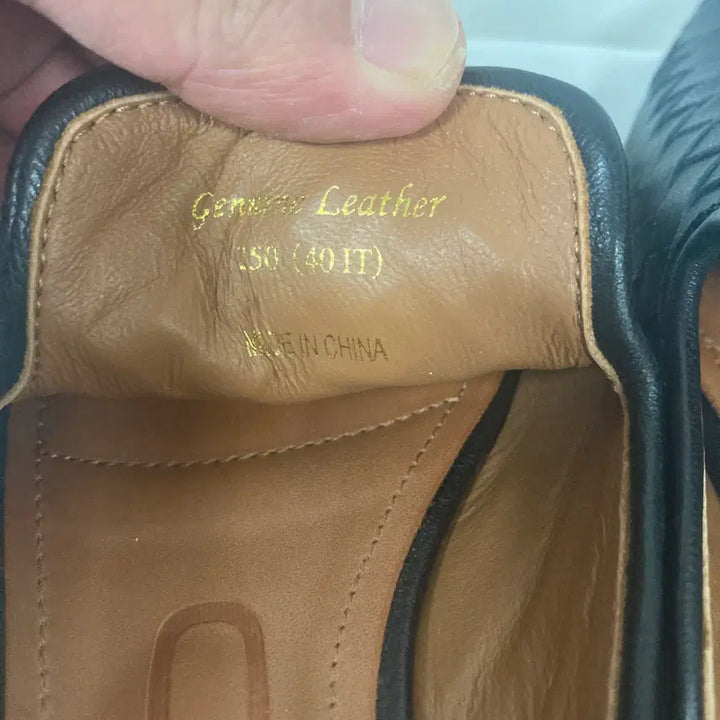 Genuine Leather
250 (40 IT)
MADE IN CHINA